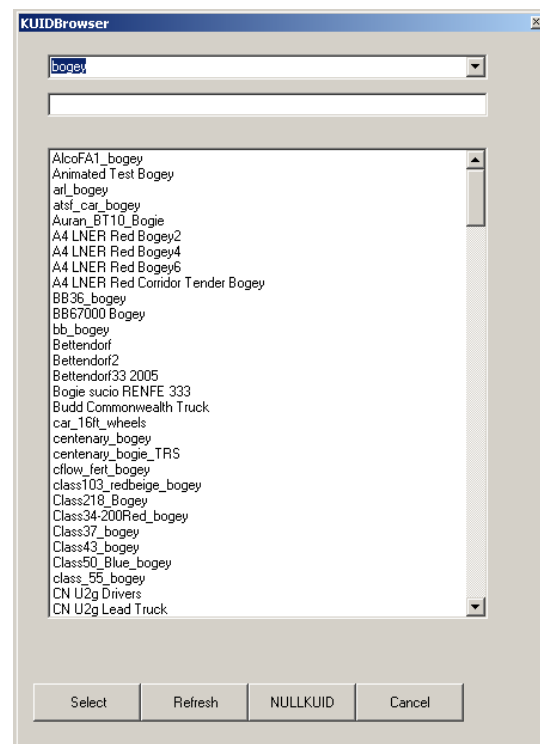 KUIDBrowser
bogey
AlcoFA1_bogey
Animated Test Bogey
arl_bogey
atsf_car_bogey
Auran_BT10_Bogie
A4 LNER Red Bogey2
A4 LNER Red Bogey4
A4 LNER Red Bogey6
A4 LNER Red Corridor Tender Bogey
BB36_bogey
BB67000 Bogey
bb_bogey
Bettendorf
Bettendorf2
Bettendorf33 2005
Bogie sucio RENFE 333
Budd Commonwealth Truck
car_16ft_wheels
centenary_bogey
centenary_bogie_TRS
cflow_fert_bogey
class103_redbeige_bogey
Class218_Bogey
Class34-200Red_bogey
Class37_bogey
Class43_bogey
Class50_Blue_bogey
class_55_bogey
CN U2g Drivers
CN U2g Lead Truck
Select Refresh NULLKUID Cancel